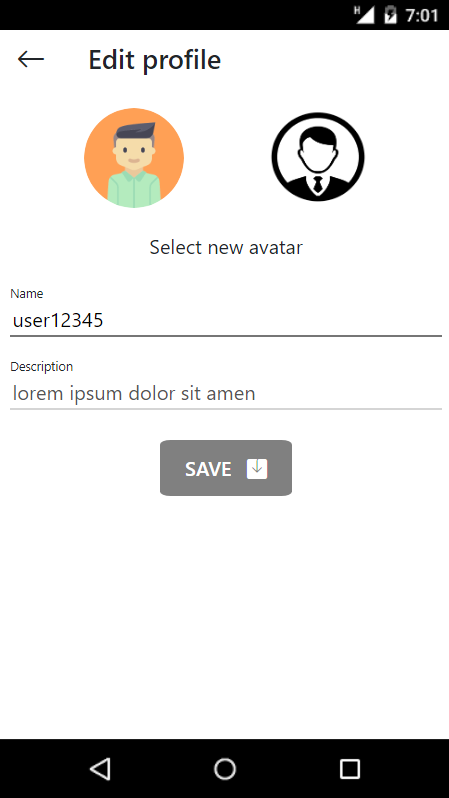 H 7:01
Edit profile
Select new avatar
Name
user12345
Description
lorem ipsum dolor sit amen
SAVE